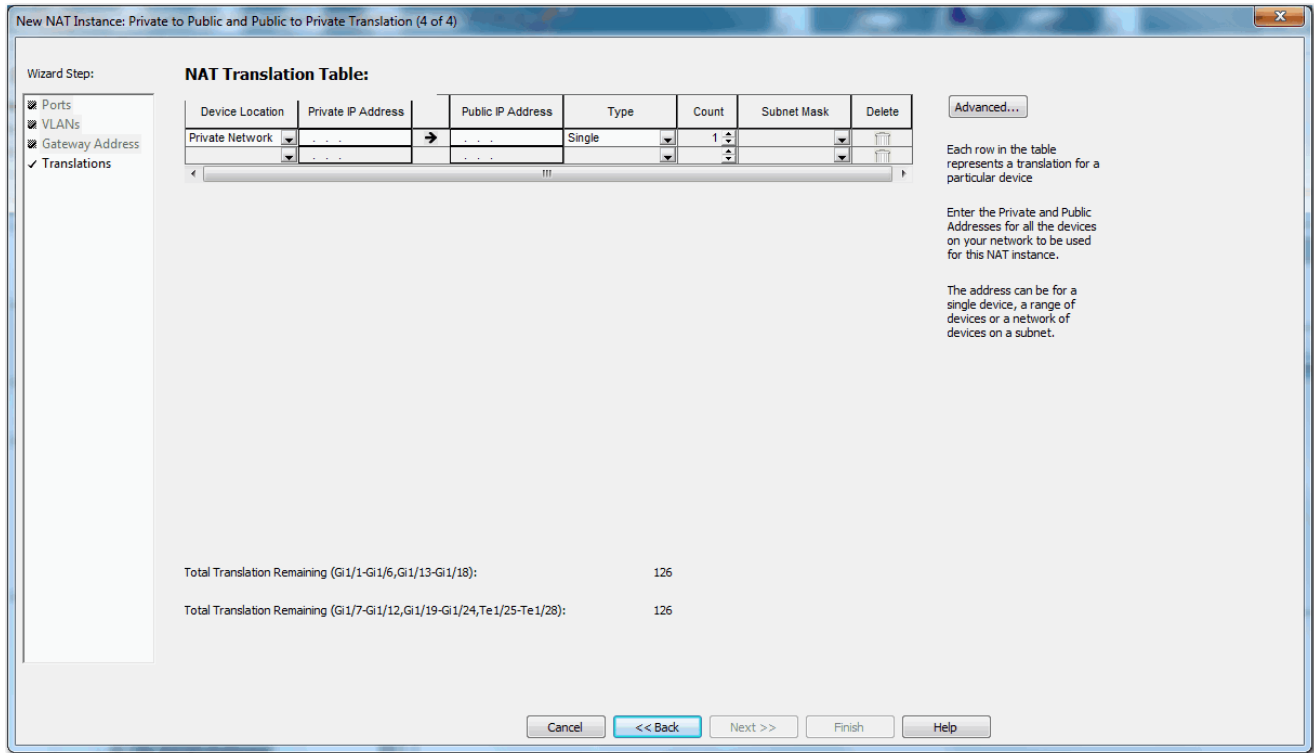 New NAT Instance: Private to Public and Public to Private Translation (4 of 4)
Wizard Step:
Ports
VLANs
Gateway Address
Translations
NAT Translation Table:
Device Location Private IP Address Public IP Address Type Count Subnet Mask Delete
Private Network . . . . . . Single 1
. . . . . .
Advanced...
Each row in the table
represents a translation for a
particular device
Enter the Private and Public
Addresses for all the devices
on your network to be used
for this NAT instance.
The address can be for a
single device, a range of
devices or a network of
devices on a subnet.
Total Translation Remaining (Gi1/1-Gi1/6,Gi1/13-Gi1/18): 126
Total Translation Remaining (Gi1/7-Gi1/12,Gi1/19-Gi1/24,Te1/25-Te1/28): 126
Cancel << Back Next >> Finish Help